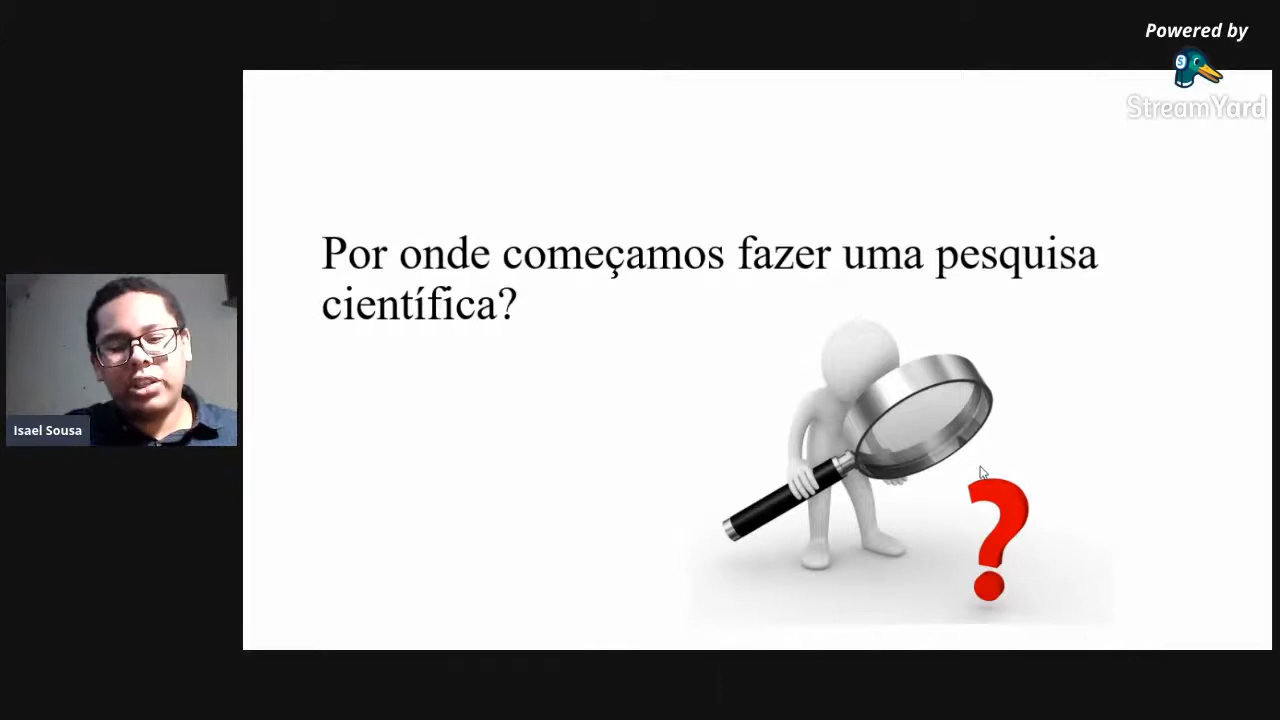 Powered by
StreamYard
Por onde começamos fazer uma pesquisa
científica?
Isael Sousa